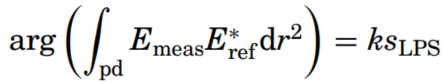 arg(∫_pd E_meas E*_ref dr²) = ks_LPS